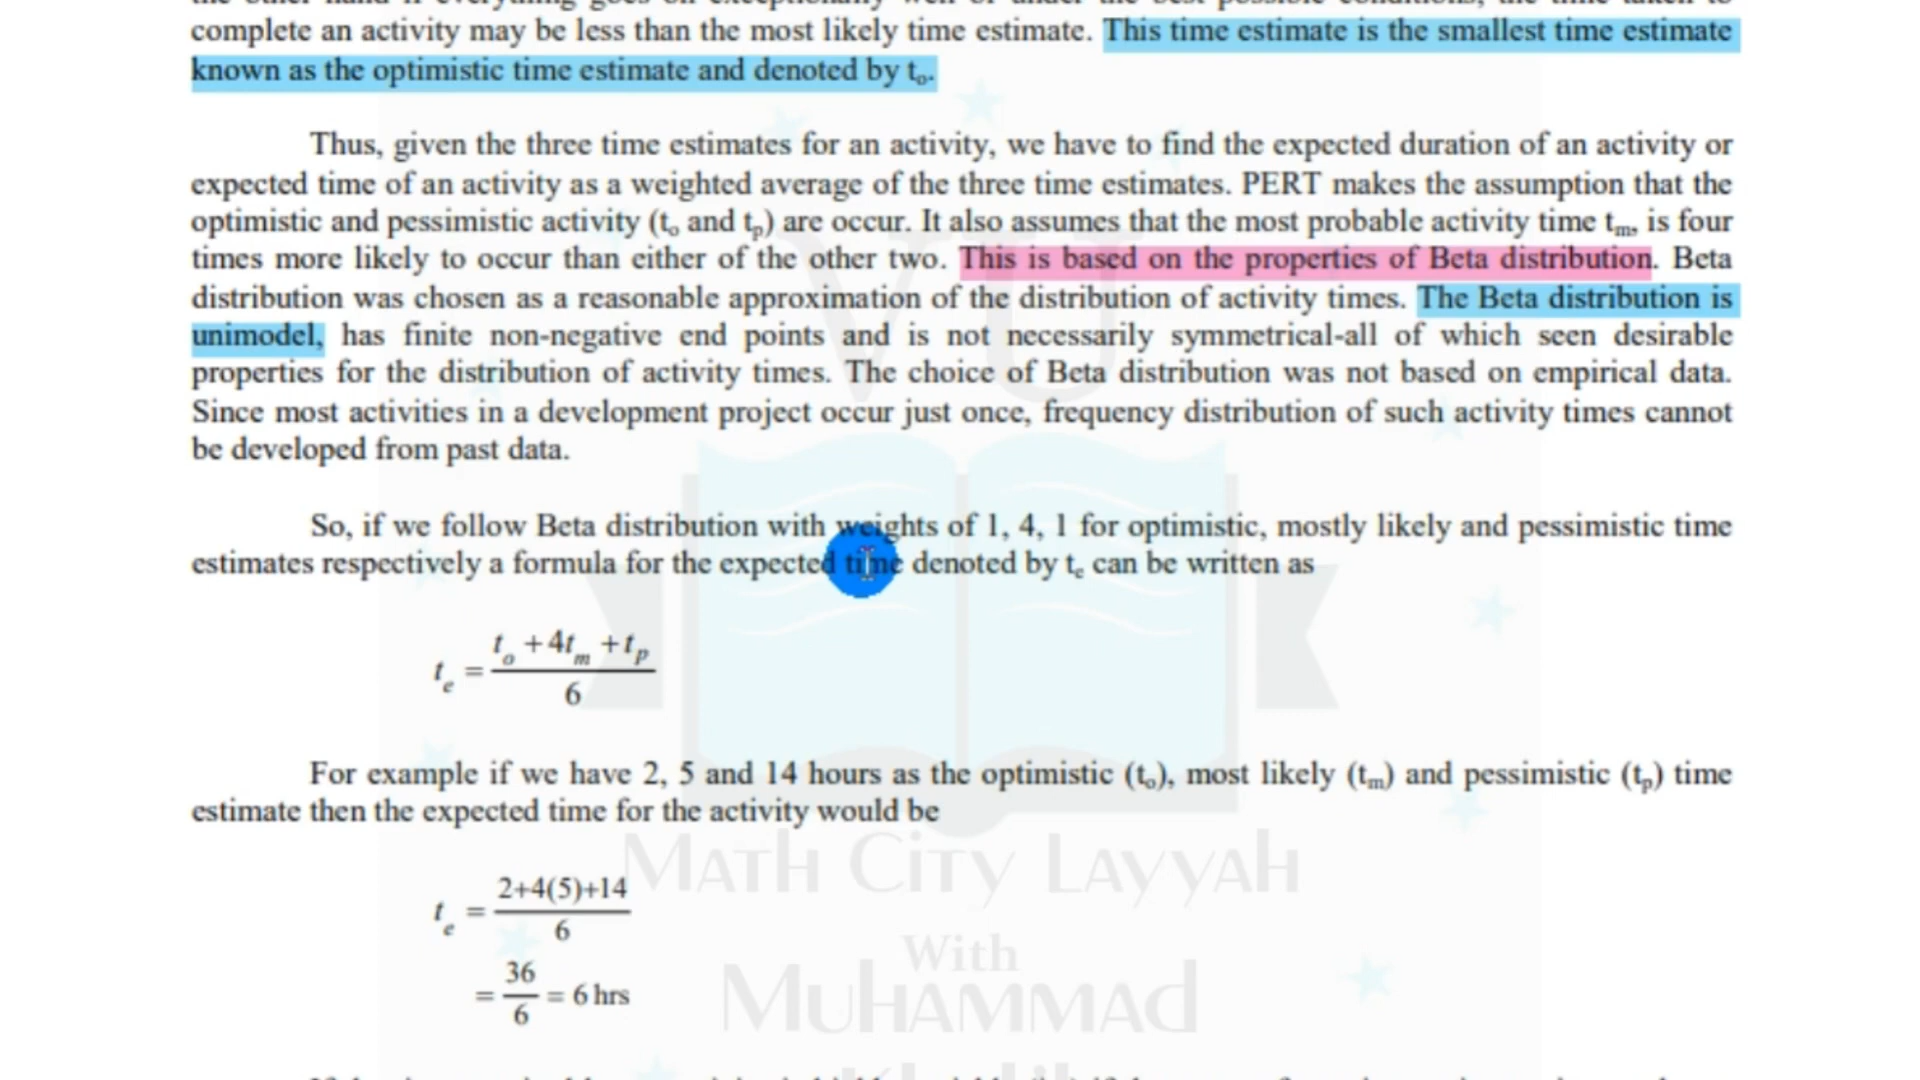 complete an activity may be less than the most likely time estimate. This time estimate is the smallest time estimate
known as the optimistic time estimate and denoted by to.
Thus, given the three time estimates for an activity, we have to find the expected duration of an activity or
expected time of an activity as a weighted average of the three time estimates. PERT makes the assumption that the
optimistic and pessimistic activity (to and tp) are occur. It also assumes that the most probable activity time tm, is four
times more likely to occur than either of the other two. This is based on the properties of Beta distribution. Beta
distribution was chosen as a reasonable approximation of the distribution of activity times. The Beta distribution is
unimodel, has finite non-negative end points and is not necessarily symmetrical-all of which seen desirable
properties for the distribution of activity times. The choice of Beta distribution was not based on empirical data.
Since most activities in a development project occur just once, frequency distribution of such activity times cannot
be developed from past data.
So, if we follow Beta distribution with weights of 1, 4, 1 for optimistic, mostly likely and pessimistic time
estimates respectively a formula for the expected time denoted by te can be written as
te = (to +4tm +tp)/6
For example if we have 2, 5 and 14 hours as the optimistic (to), most likely (tm) and pessimistic (tp) time
estimate then the expected time for the activity would be
te = (2+4(5)+14)/6
= 36/6 = 6 hrs
VU
Math City Layyah
With
Muhammad